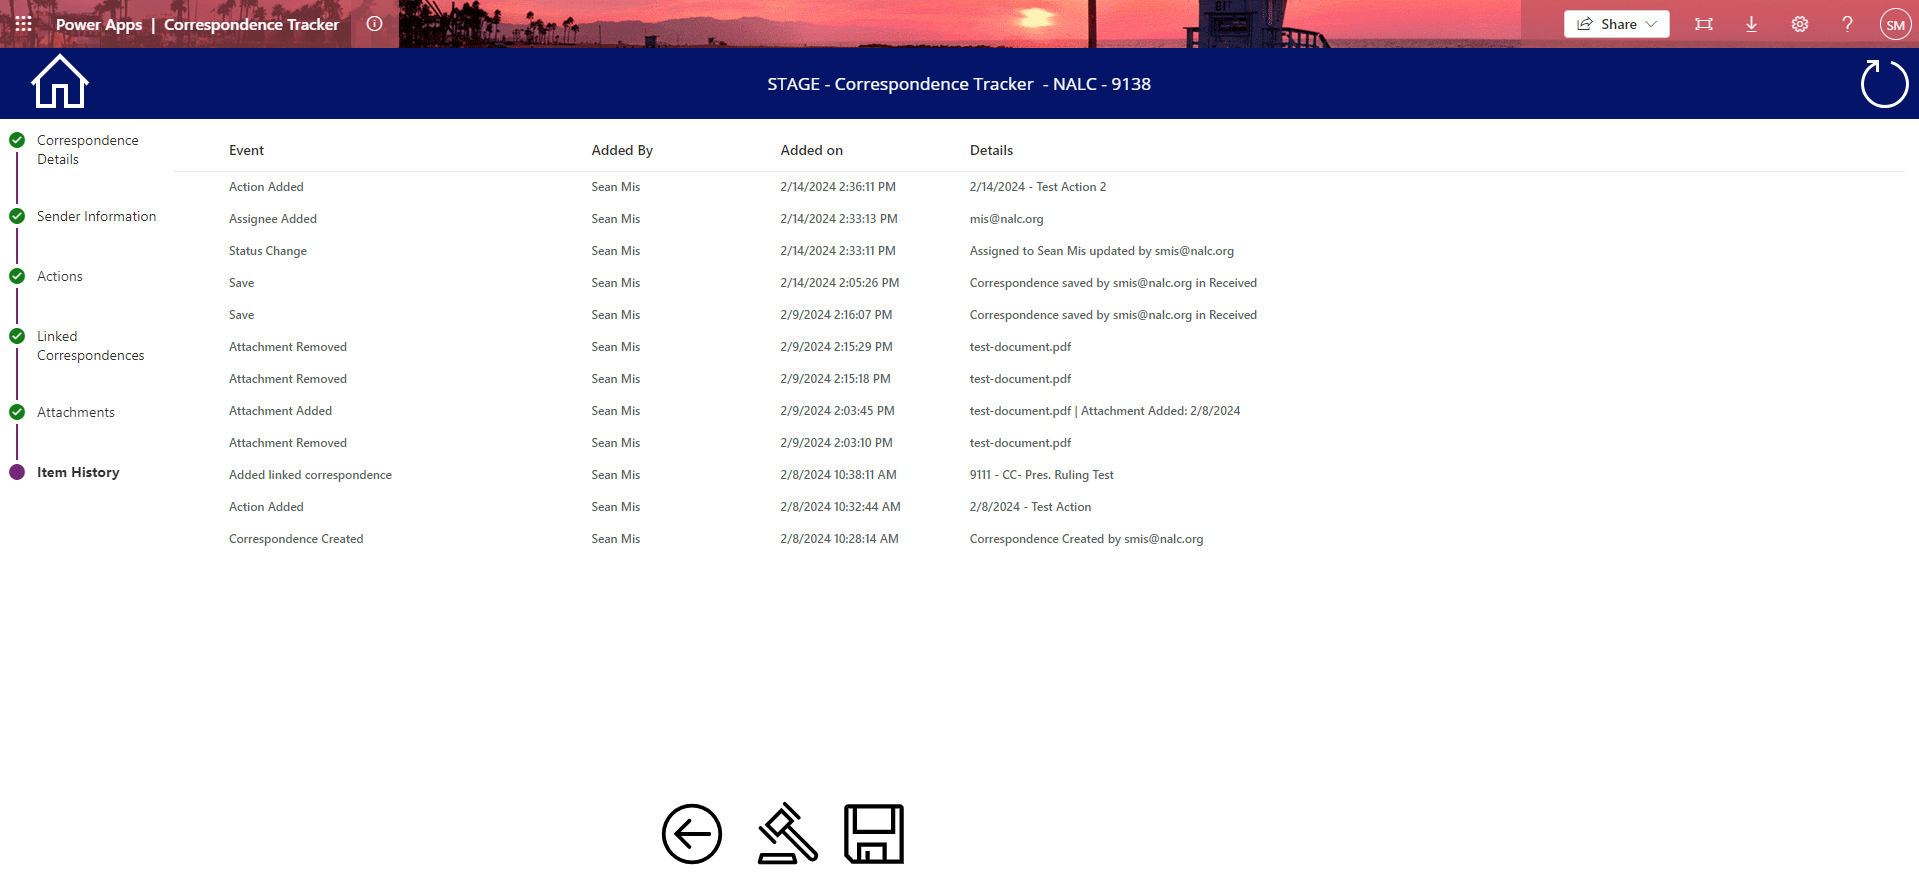 Power Apps | Correspondence Tracker
Share
?
SM
STAGE - Correspondence Tracker - NALC - 9138
Correspondence
Details
Sender Information
Actions
Linked
Correspondences
Attachments
Item History
Event Added By Added on Details
Action Added Sean Mis 2/14/2024 2:36:11 PM 2/14/2024 - Test Action 2
Assignee Added Sean Mis 2/14/2024 2:33:13 PM mis@nalc.org
Status Change Sean Mis 2/14/2024 2:33:11 PM Assigned to Sean Mis updated by smis@nalc.org
Save Sean Mis 2/14/2024 2:05:26 PM Correspondence saved by smis@nalc.org in Received
Save Sean Mis 2/9/2024 2:16:07 PM Correspondence saved by smis@nalc.org in Received
Attachment Removed Sean Mis 2/9/2024 2:15:29 PM test-document.pdf
Attachment Removed Sean Mis 2/9/2024 2:15:18 PM test-document.pdf
Attachment Added Sean Mis 2/9/2024 2:03:45 PM test-document.pdf | Attachment Added: 2/8/2024
Attachment Removed Sean Mis 2/9/2024 2:03:10 PM test-document.pdf
Added linked correspondence Sean Mis 2/8/2024 10:38:11 AM 9111 - CC- Pres. Ruling Test
Action Added Sean Mis 2/8/2024 10:32:44 AM 2/8/2024 - Test Action
Correspondence Created Sean Mis 2/8/2024 10:28:14 AM Correspondence Created by smis@nalc.org